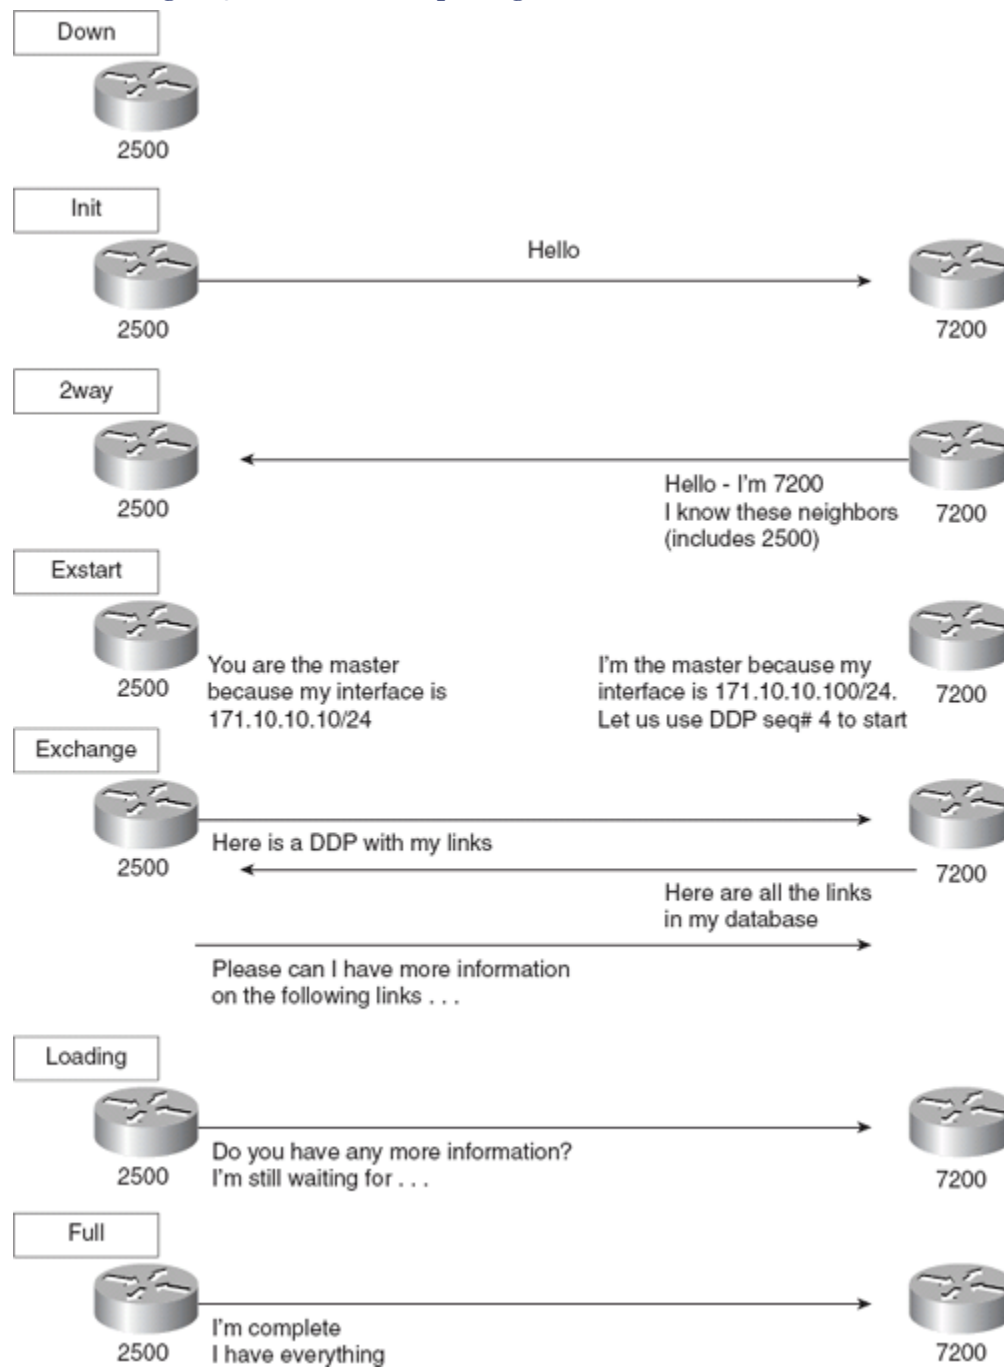 Down
2500
Init
Hello
2500
7200
2way
2500
Hello - I'm 7200
I know these neighbors
(includes 2500)
7200
Exstart
2500
You are the master
because my interface is
171.10.10.10/24
I'm the master because my
interface is 171.10.10.100/24.
Let us use DDP seq# 4 to start
7200
Exchange
2500
Here is a DDP with my links
7200
Here are all the links
in my database
Please can I have more information
on the following links . . .
Loading
2500
Do you have any more information?
I'm still waiting for . . .
7200
Full
2500
I'm complete
I have everything
7200